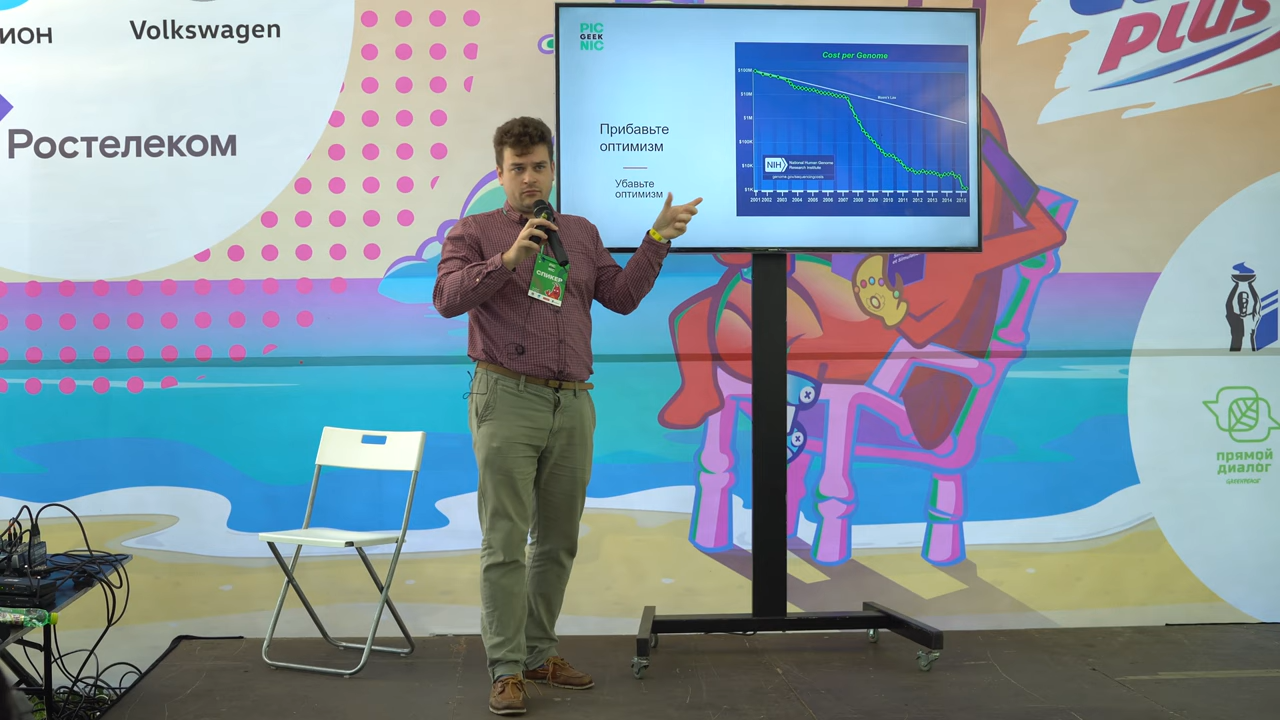 ион
Volkswagen
Ростелеком
PIC
GEEK
NIC
Прибавьте
оптимизм
Убавьте
оптимизм
Cost per Genome
$100M
$10M
$1M
$100K
$10K
$1K
Moore's Law
NIH
National Human Genome
Research Institute
genome.gov/sequencingcosts
2001 2002 2003 2004 2005 2006 2007 2008 2009 2010 2011 2012 2013 2014 2015
СПИКЕР
PLUS
прямой
диалог
GREENPEACE